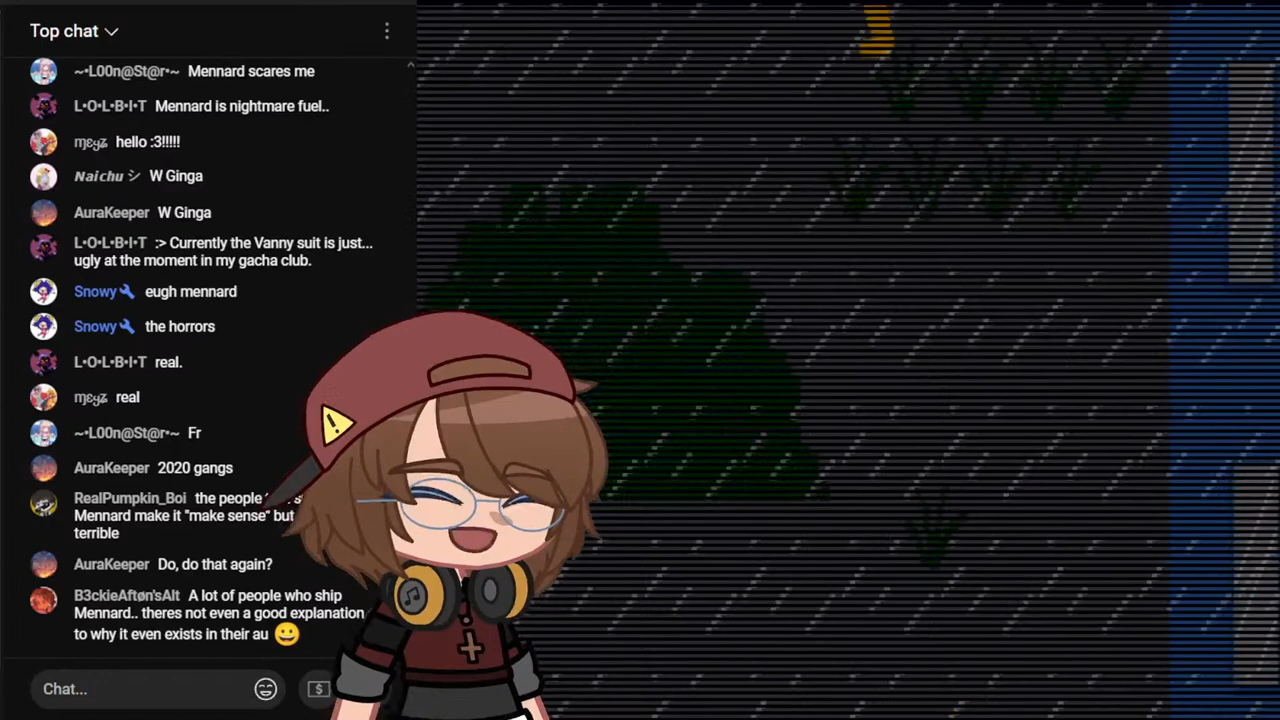 Top chat
~•L00n@St@r•~ Mennard scares me
L•O•L•B•I•T Mennard is nightmare fuel..
mεyz hello :3!!!!!
Naichu シ W Ginga
AuraKeeper W Ginga
L•O•L•B•I•T :> Currently the Vanny suit is just...
ugly at the moment in my gacha club.
Snowy eugh mennard
Snowy the horrors
L•O•L•B•I•T real.
mεyz real
~•L00n@St@r•~ Fr
AuraKeeper 2020 gangs
RealPumpkin_Boi the people
Mennard make it "make sense" but
terrible
AuraKeeper Do, do that again?
B3ckieAftøn'sAlt A lot of people who ship
Mennard.. theres not even a good explanation
to why it even exists in their au 😀
Chat...